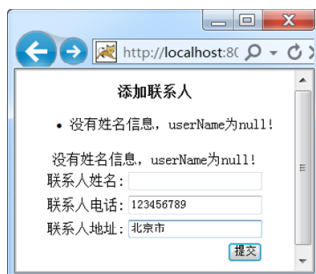 http://localhost:80
添加联系人
• 没有姓名信息，userName为null!
没有姓名信息，userName为null!
联系人姓名:
联系人电话: 123456789
联系人地址: 北京市
提交